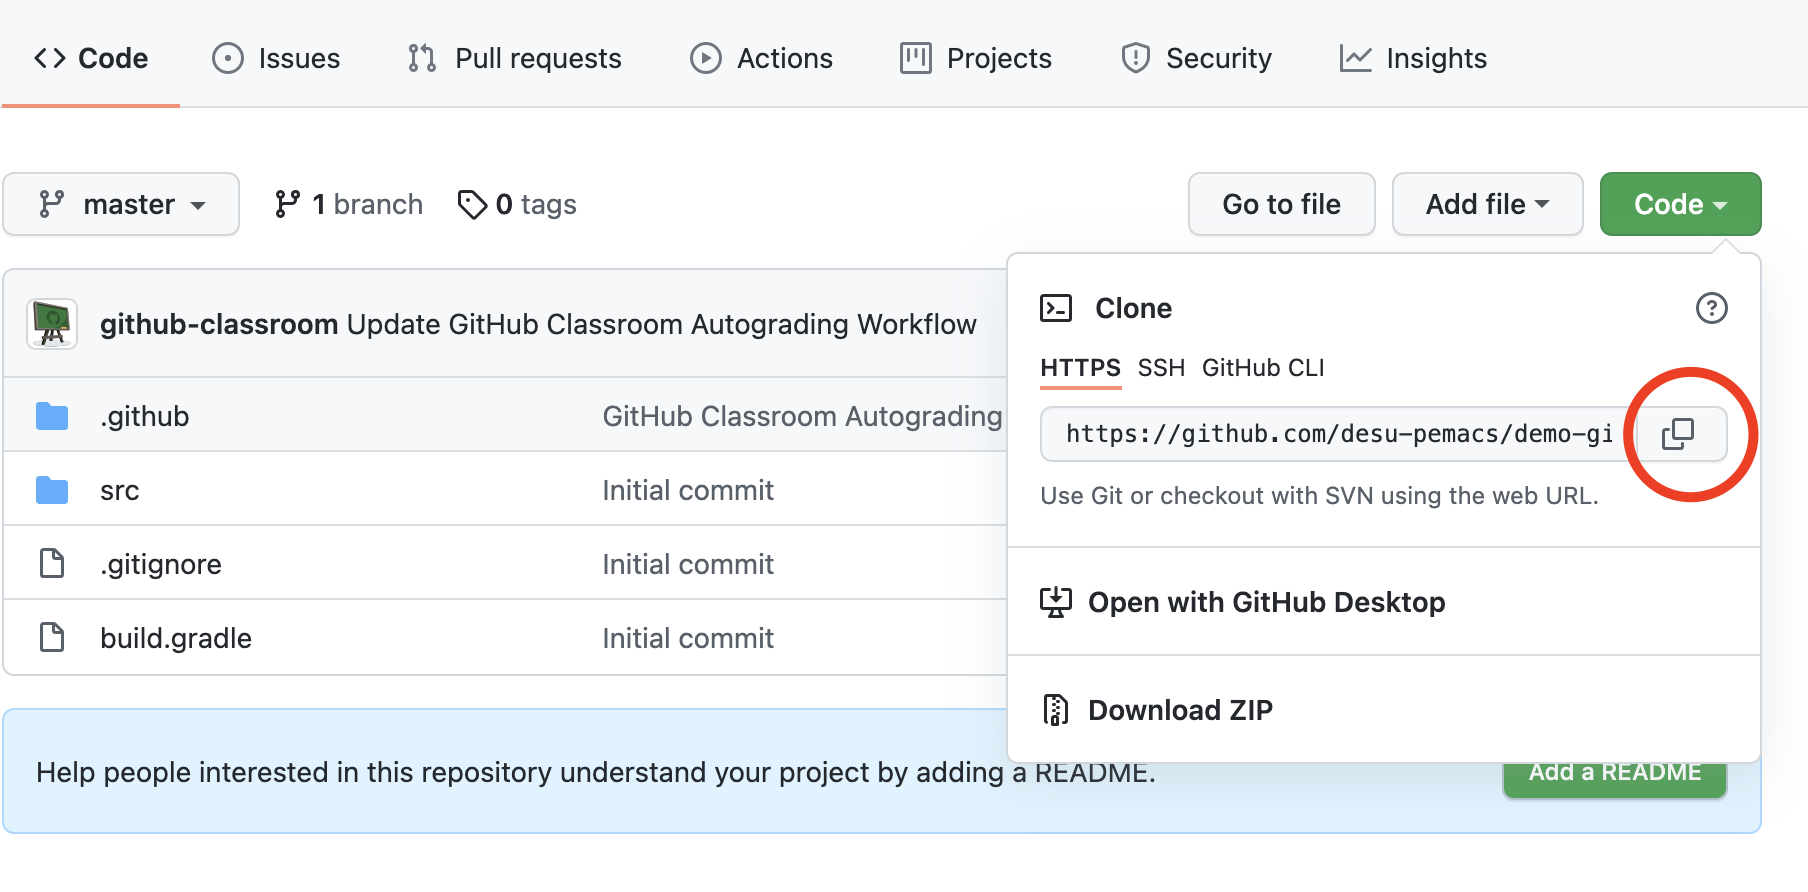 Code Issues Pull requests Actions Projects Security Insights
master 1 branch 0 tags Go to file Add file Code
github-classroom Update GitHub Classroom Autograding Workflow
.github GitHub Classroom Autograding
src Initial commit
.gitignore Initial commit
build.gradle Initial commit
Clone
HTTPS SSH GitHub CLI
https://github.com/desu-pemacs/demo-gi
Use Git or checkout with SVN using the web URL.
Open with GitHub Desktop
Download ZIP
Help people interested in this repository understand your project by adding a README.
Add a README